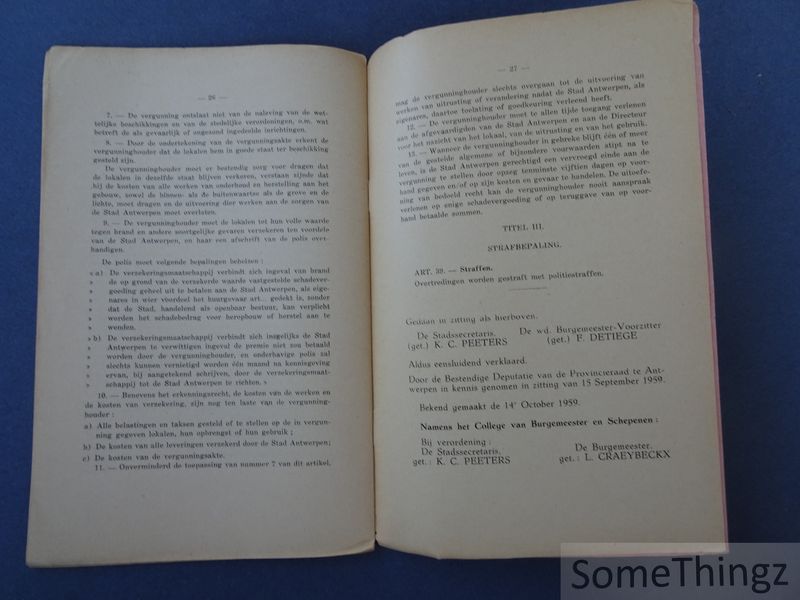 — 26 —
7. — De vergunning ontslaat niet van de naleving van de wet-
telijke beschikkingen en van de stedelijke verordeningen, o.m. wat
betreft de als gevaarlijk of ongezond ingedeelde inrichtingen.
8. — Door de ondertekening van de vergunningsakte erkent de
vergunninghouder dat de lokalen hem in goede staat ter beschikking
gesteld zijn.
De vergunninghouder moet er bestendig zorg voor dragen dat
de lokalen in dezelfde staat blijven verkeren, verstaan zijnde dat
hij de kosten van alle werken van onderhoud en herstelling aan het
gebouw, zowel de binnen- als de buitenwaartse als de grove en de
lichte, moet dragen en de uitvoering dier werken aan de zorgen van
de Stad Antwerpen moet overlaten.
9. — De vergunninghouder moet de lokalen tot hun volle waarde
tegen brand en andere soortgelijke gevaren verzekeren ten voordele
van de Stad Antwerpen, en haar een afschrift van de polis over-
handigen.
De polis moet volgende bepalingen behelzen :
« a) De verzekeringsmaatschappij verbindt zich ingeval van brand
» de op grond van de verzekerde waarde vastgestelde schadever-
» goeding geheel uit te betalen aan de Stad Antwerpen, als eige-
» nares in wier voordeel het huurgevaar art... gedekt is, zonder
» dat de Stad, handelend als openbaar bestuur, kan verplicht
» worden het schadebedrag voor heropbouw of herstel aan te
» wenden.
» b) De verzekeringsmaatschappij verbindt zich insgelijks de Stad
» Antwerpen te verwittigen ingeval de premie niet zou betaald
» worden door de vergunninghouder, en onderhavige polis zal
» slechts kunnen vernietigd worden één maand na kennisgeving
» ervan, bij aangetekend schrijven, door de verzekeringsmaat-
» schappij tot de Stad Antwerpen te richten. »
10. — Benevens het erkenningsrecht, de kosten van de werken en
de kosten van verzekering, zijn nog ten laste van de vergunning-
houder :
a) Alle belastingen en taksen gesteld of te stellen op de in ver-
gunning gegeven lokalen, hun opbrengst of hun gebruik ;
b) De kosten van alle leveringen verzekerd door de Stad Antwerpen;
c) De kosten van de vergunningsakte.
11. — Onverminderd de toepassing van nummer 7 van dit artikel,
— 27 —
mag de vergunninghouder slechts overgaan tot de uitvoering van
werken van uitrusting of verandering nadat de Stad Antwerpen, als
eigenares, daartoe toelating of goedkeuring verleend heeft.
12. — De vergunninghouder moet te allen tijde toegang verlenen
aan de afgevaardigden van de Stad Antwerpen en aan de Directeur
voor het nazicht van het lokaal, van de uitrusting en van het gebruik.
13. — Wanneer de vergunninghouder in gebreke blijft één of meer
van de gestelde algemene of bijzondere voorwaarden stipt na te
leven, is de Stad Antwerpen gerechtigd een vervroegd einde aan de
vergunning te stellen door opzeg tenminste vijftien dagen op voor-
hand gegeven en/of op zijn kosten en gevaar te handelen. De uitoefe-
ning van bedoeld recht kan de vergunninghouder nooit aanspraak
verlenen op enige schadevergoeding of op teruggave van op voor-
hand betaalde sommen.
TITEL III.
STRAFBEPALING.
ART. 39. — Straffen.
Overtredingen worden gestraft met politiestraffen.
Gedaan in zitting als hierboven.
De Stadssecretaris. De wd. Burgemeester-Voorzitter
(get.) K. C. PEETERS (get.) F. DETIEGE
Aldus eensluidend verklaard.
Door de Bestendige Deputatie van de Provincieraad te Ant-
werpen in kennis genomen in zitting van 15 September 1959.
Bekend gemaakt de 14e October 1959.
Namens het College van Burgemeester en Schepenen :
Bij verordening :
De Stadssecretaris. De Burgemeester.
get.: K. C. PEETERS get.: L. CRAEYBECKX
SomeThingz